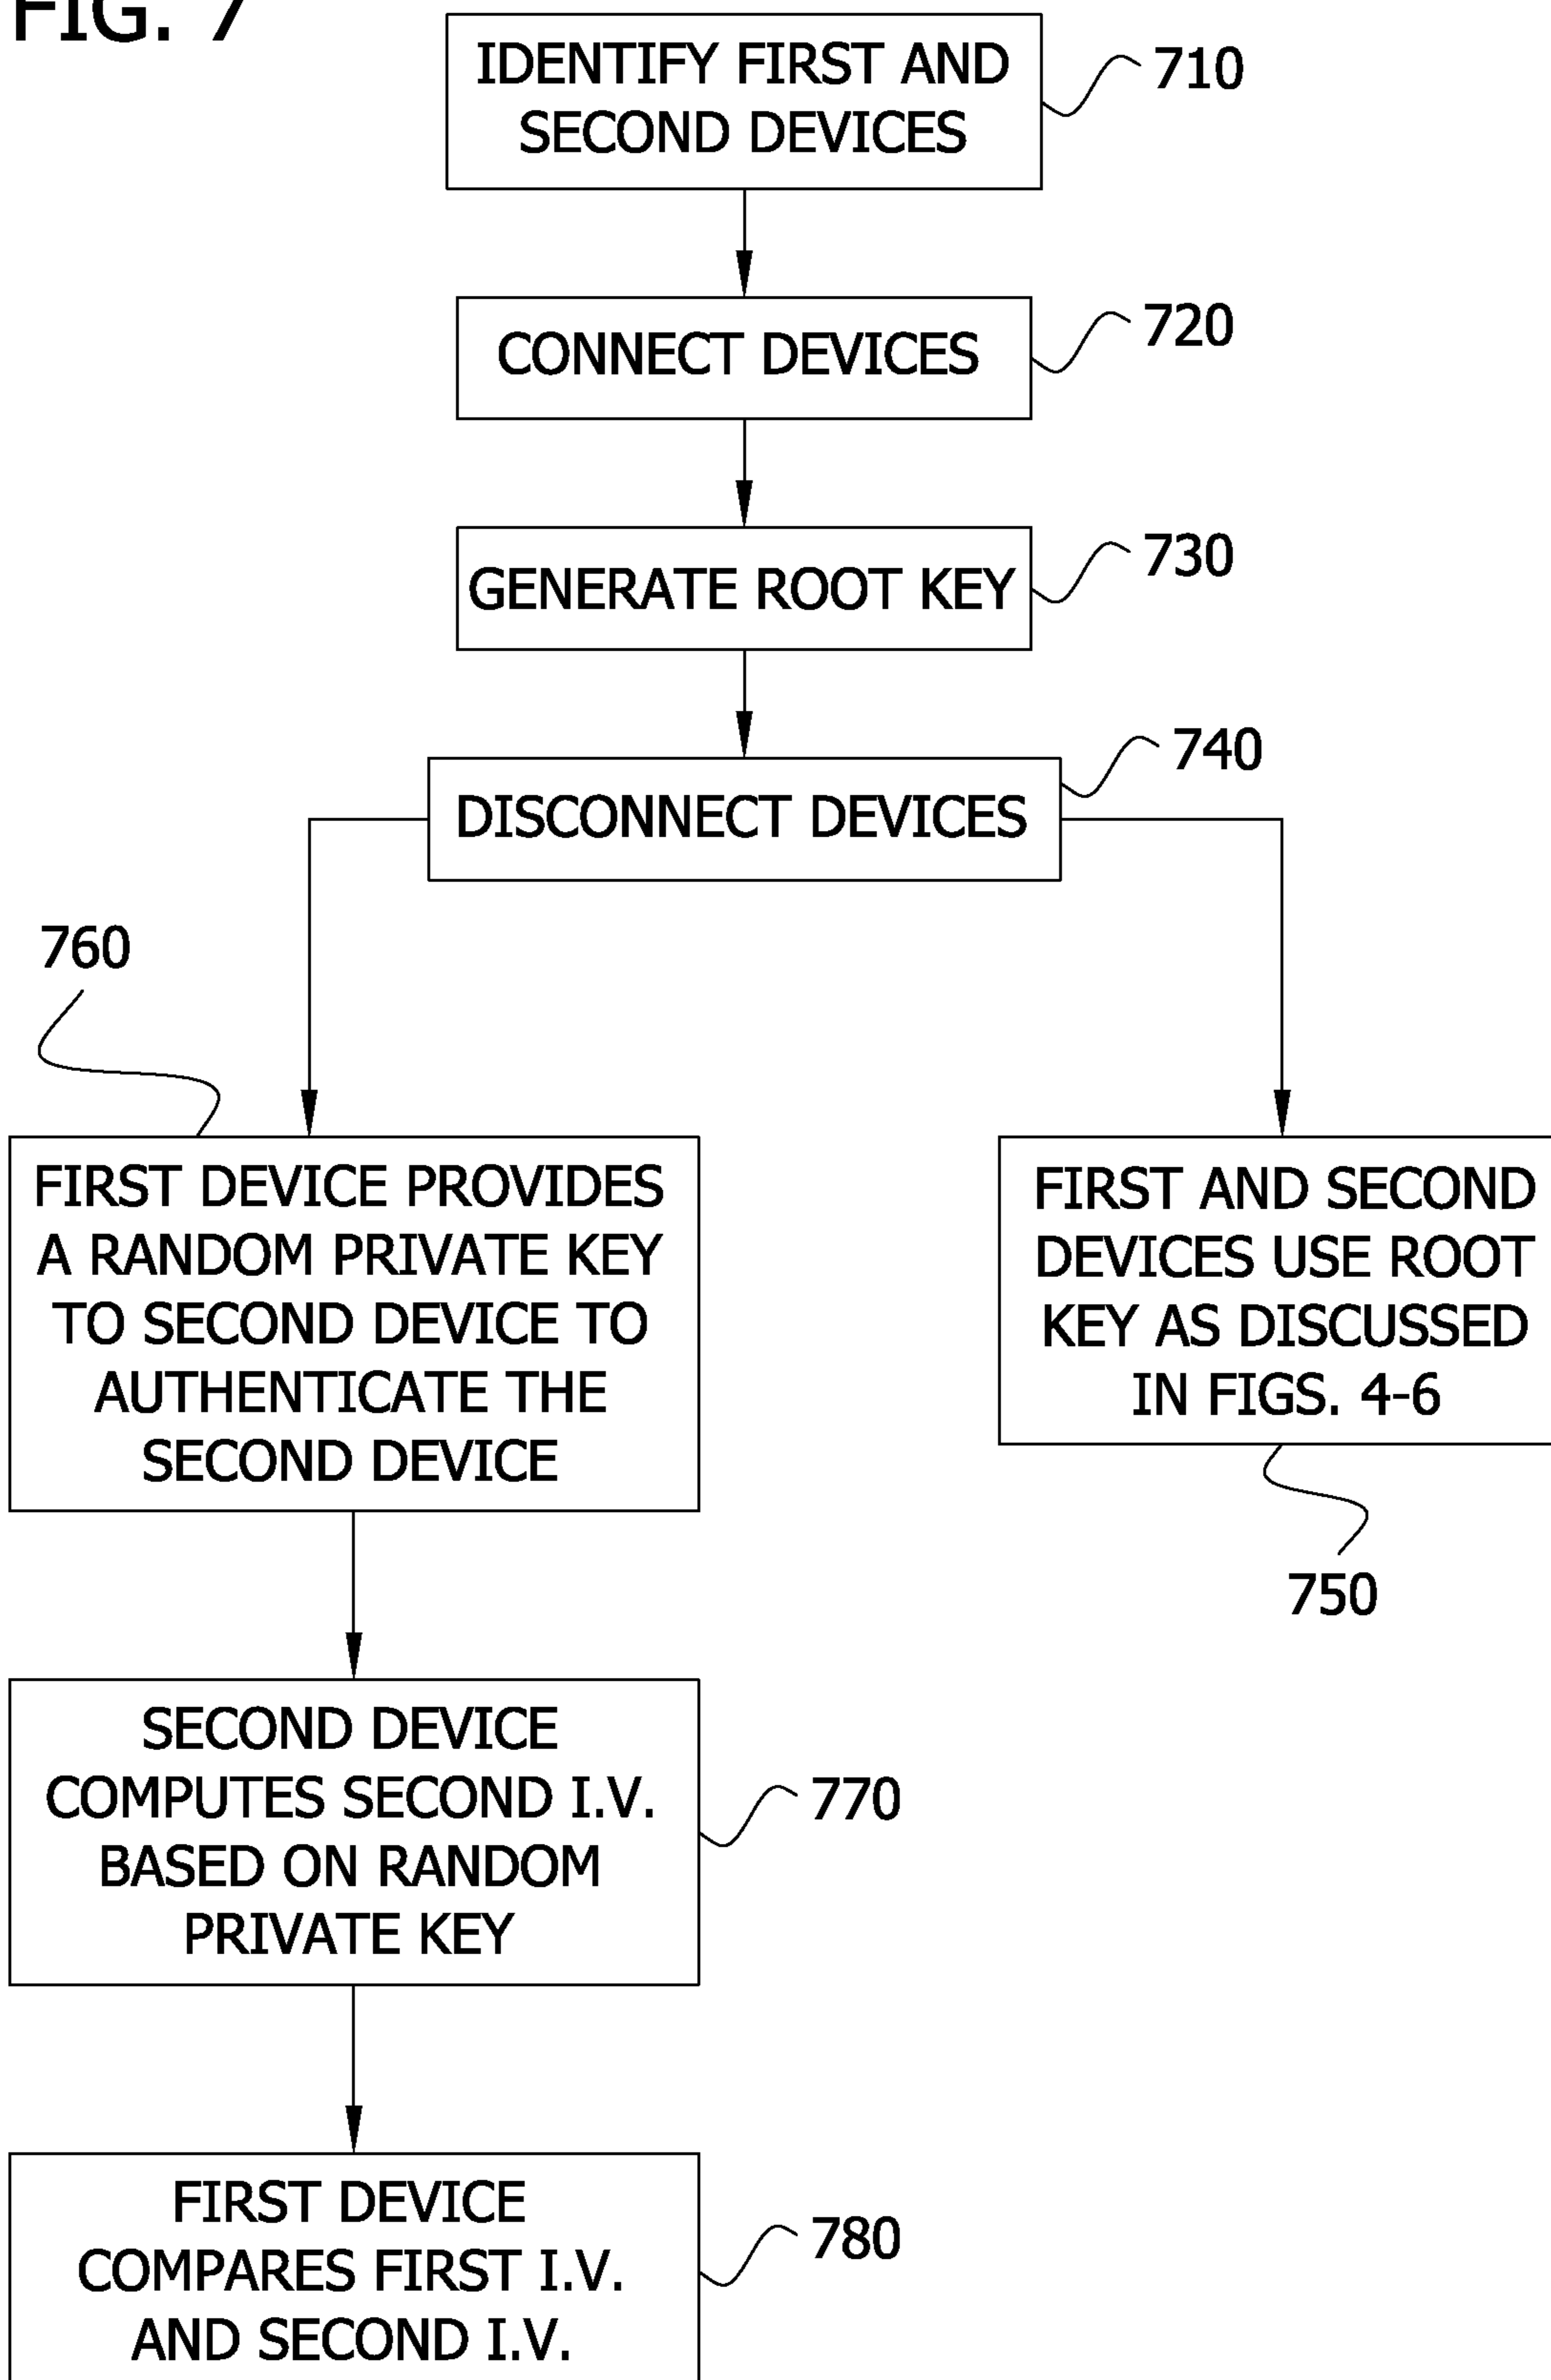 FIG. 7
IDENTIFY FIRST AND
SECOND DEVICES
710
CONNECT DEVICES
720
GENERATE ROOT KEY
730
DISCONNECT DEVICES
740
760
FIRST DEVICE PROVIDES
A RANDOM PRIVATE KEY
TO SECOND DEVICE TO
AUTHENTICATE THE
SECOND DEVICE
FIRST AND SECOND
DEVICES USE ROOT
KEY AS DISCUSSED
IN FIGS. 4-6
750
SECOND DEVICE
COMPUTES SECOND I.V.
BASED ON RANDOM
PRIVATE KEY
770
FIRST DEVICE
COMPARES FIRST I.V.
AND SECOND I.V.
780